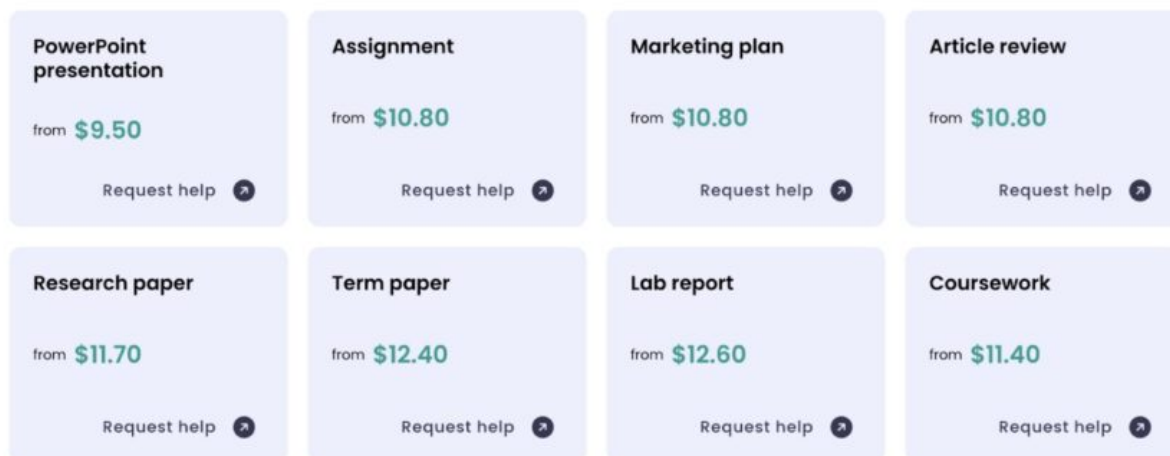 PowerPoint
presentation
from $9.50
Request help
Assignment
from $10.80
Request help
Marketing plan
from $10.80
Request help
Article review
from $10.80
Request help
Research paper
from $11.70
Request help
Term paper
from $12.40
Request help
Lab report
from $12.60
Request help
Coursework
from $11.40
Request help